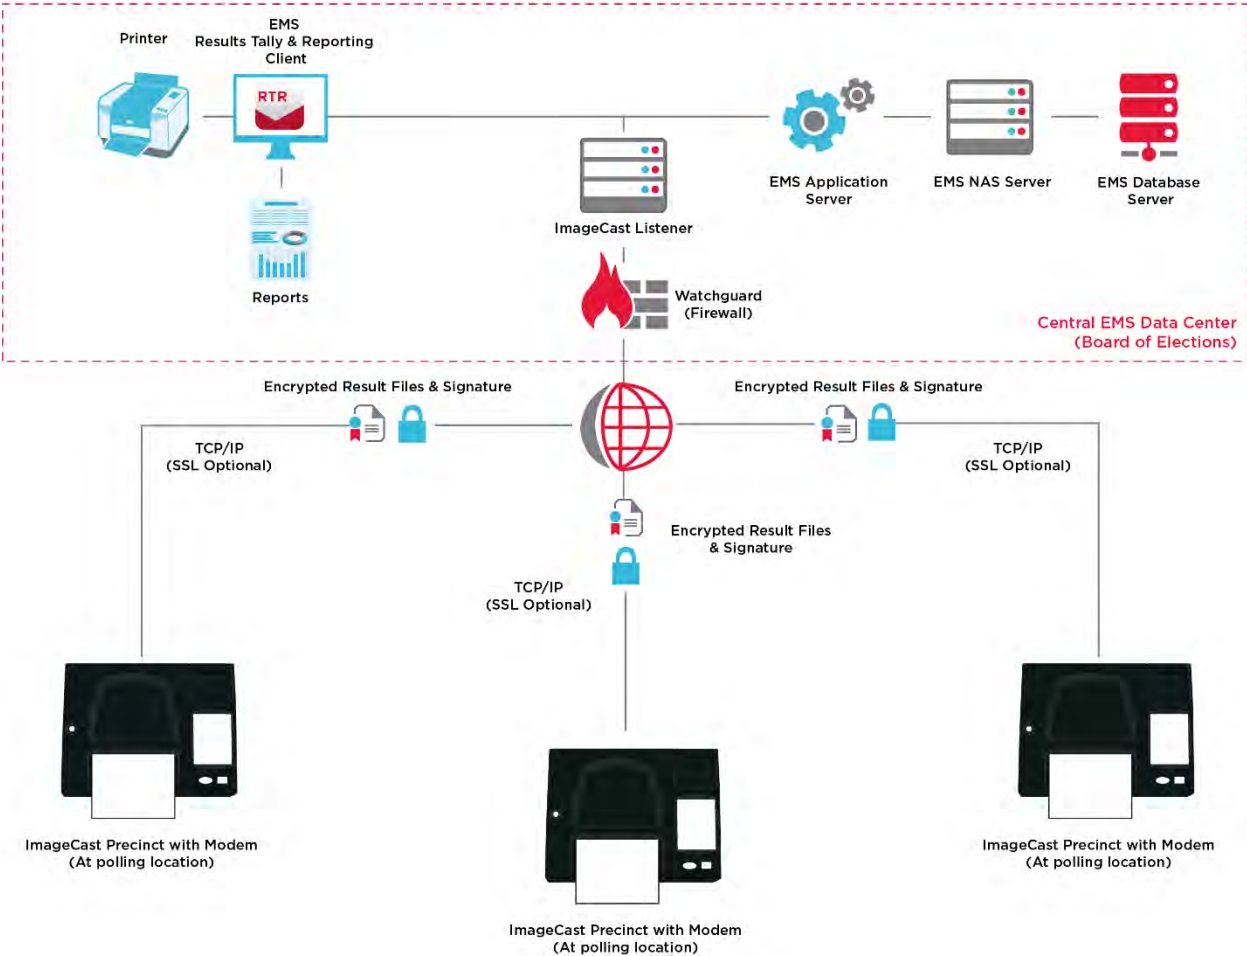 Printer
EMS
Results Tally & Reporting
Client
RTR
Reports
ImageCast Listener
EMS Application
Server
EMS NAS Server
EMS Database
Server
Watchguard
(Firewall)
Central EMS Data Center
(Board of Elections)
Encrypted Result Files & Signature
Encrypted Result Files & Signature
TCP/IP
(SSL Optional)
TCP/IP
(SSL Optional)
Encrypted Result Files
& Signature
TCP/IP
(SSL Optional)
ImageCast Precinct with Modem
(At polling location)
ImageCast Precinct with Modem
(At polling location)
ImageCast Precinct with Modem
(At polling location)